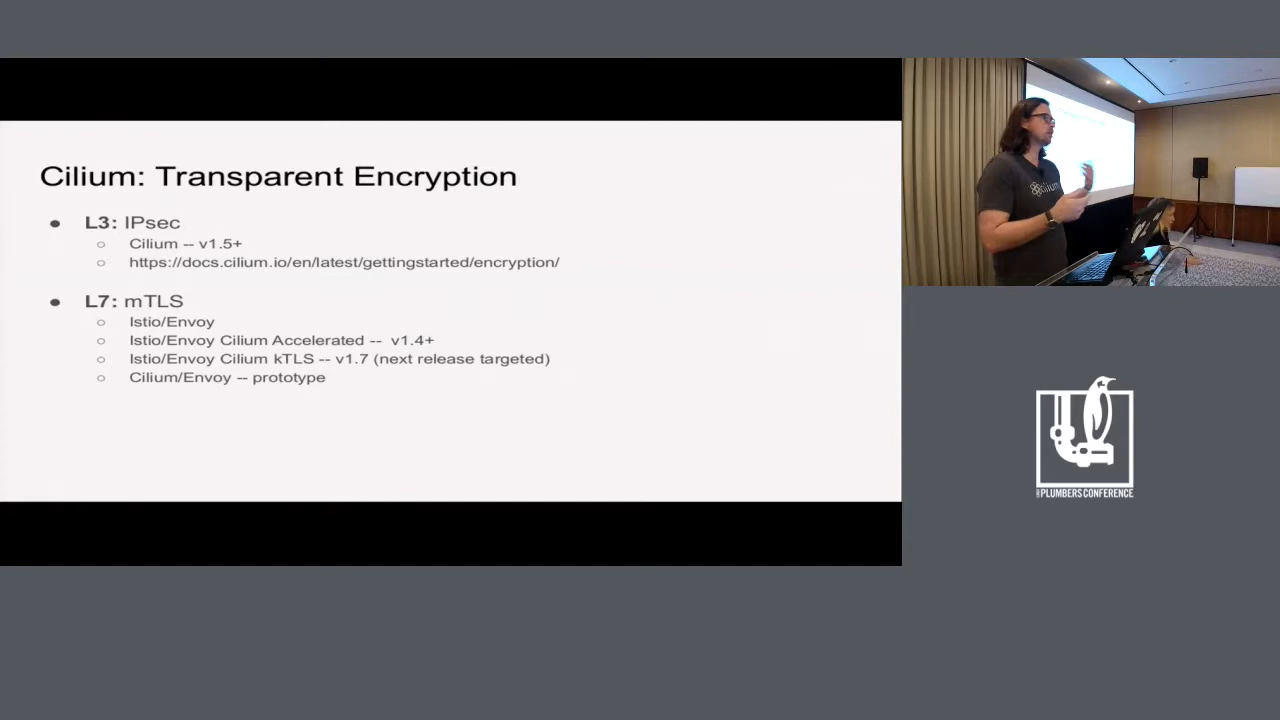 Cilium: Transparent Encryption
● L3: IPsec
○ Cilium -- v1.5+
○ https://docs.cilium.io/en/latest/gettingstarted/encryption/
● L7: mTLS
○ Istio/Envoy
○ Istio/Envoy Cilium Accelerated -- v1.4+
○ Istio/Envoy Cilium kTLS -- v1.7 (next release targeted)
○ Cilium/Envoy -- prototype
cilium
PLUMBERS CONFERENCE